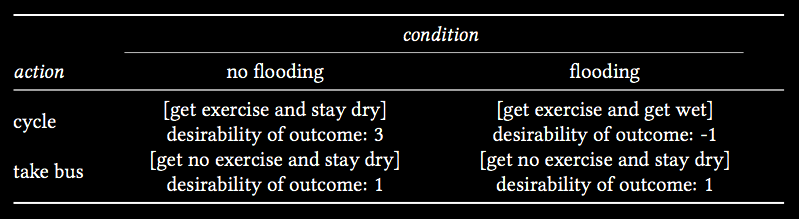 condition
action no flooding flooding
cycle [get exercise and stay dry] [get exercise and get wet]
desirability of outcome: 3 desirability of outcome: -1
take bus [get no exercise and stay dry] [get no exercise and stay dry]
desirability of outcome: 1 desirability of outcome: 1